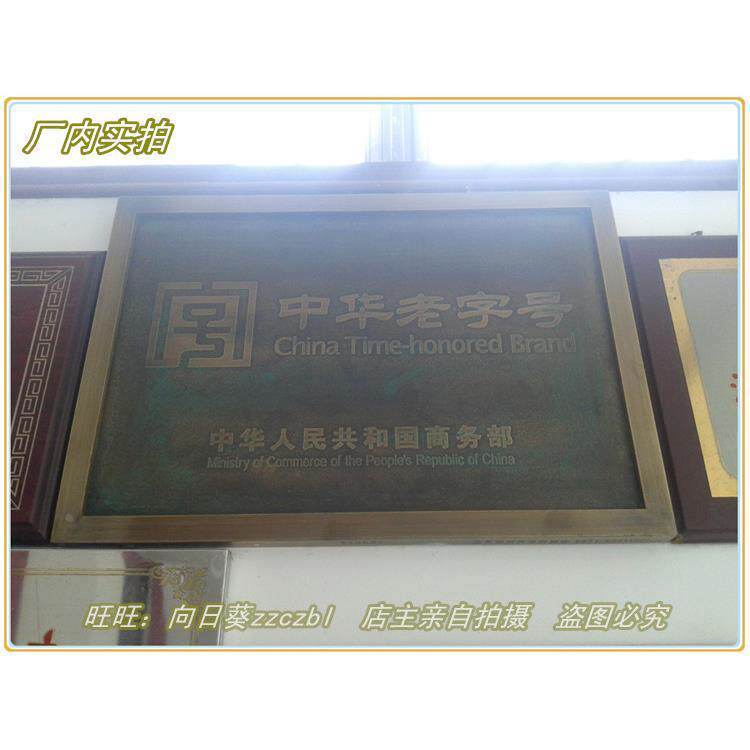 厂内实拍
中华老字号
China Time-honored Brand
中华人民共和国商务部
Ministry of Commerce of the People's Republic of China
旺旺：向日葵zzczbl 店主亲自拍摄 盗图必究